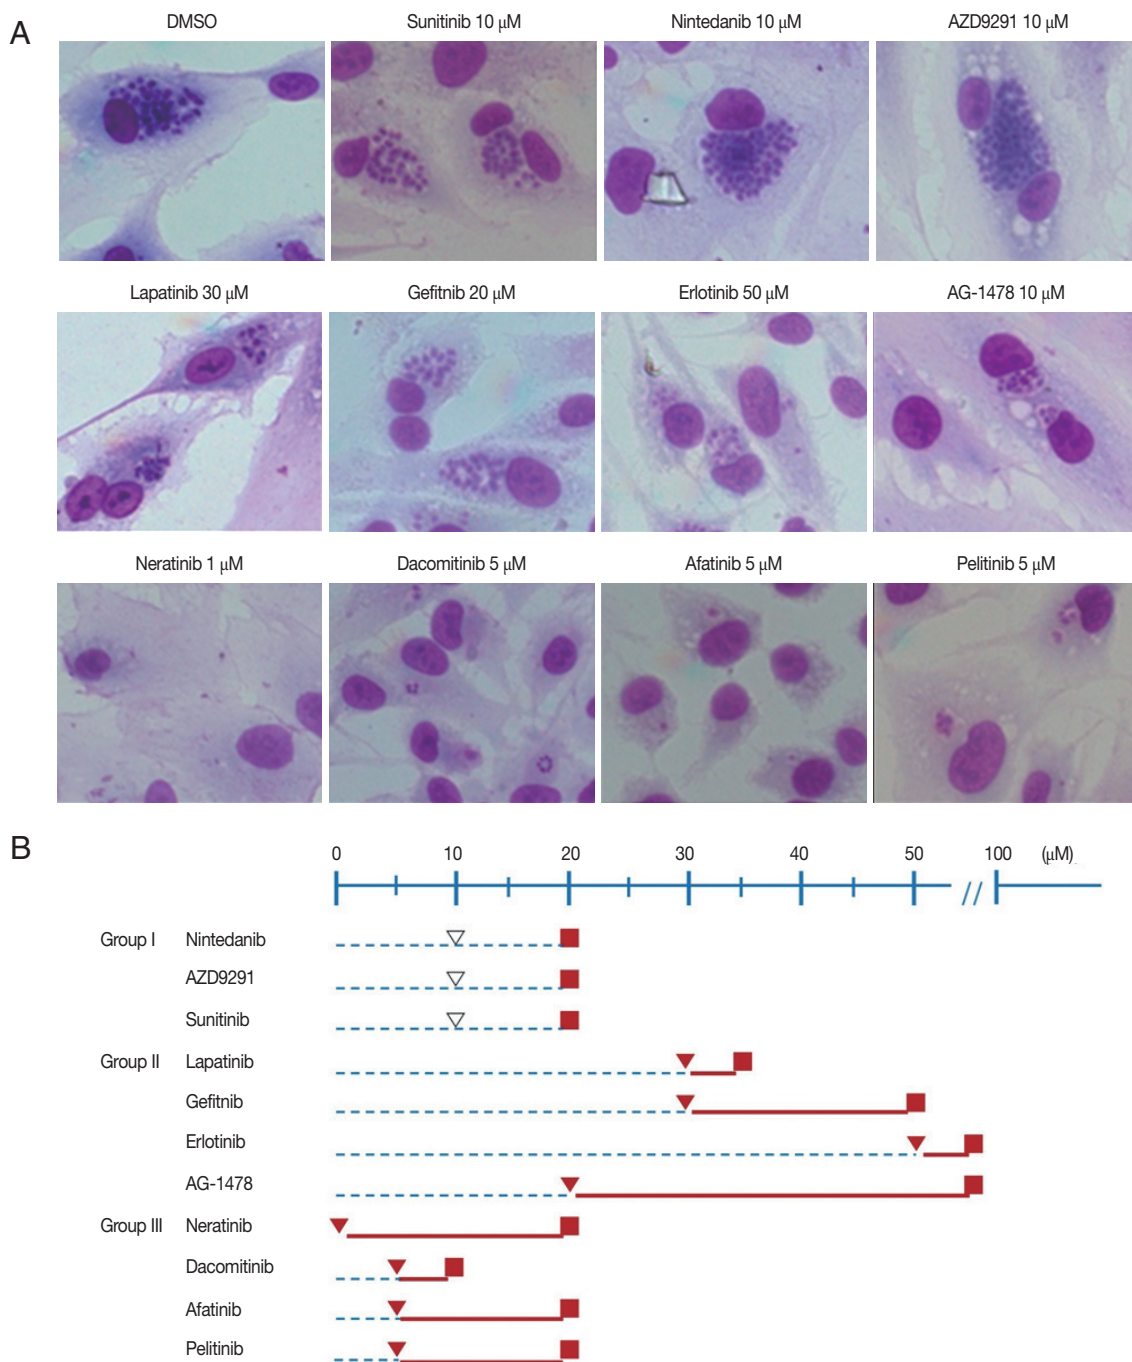 A
DMSO
Sunitinib 10 μM
Nintedanib 10 μM
AZD9291 10 μM
Lapatinib 30 μM
Gefitnib 20 μM
Erlotinib 50 μM
AG-1478 10 μM
Neratinib 1 μM
Dacomitinib 5 μM
Afatinib 5 μM
Pelitinib 5 μM
B
0 10 20 30 40 50 100 (μM)
Group I Nintedanib
AZD9291
Sunitinib
Group II Lapatinib
Gefitnib
Erlotinib
AG-1478
Group III Neratinib
Dacomitinib
Afatinib
Pelitinib